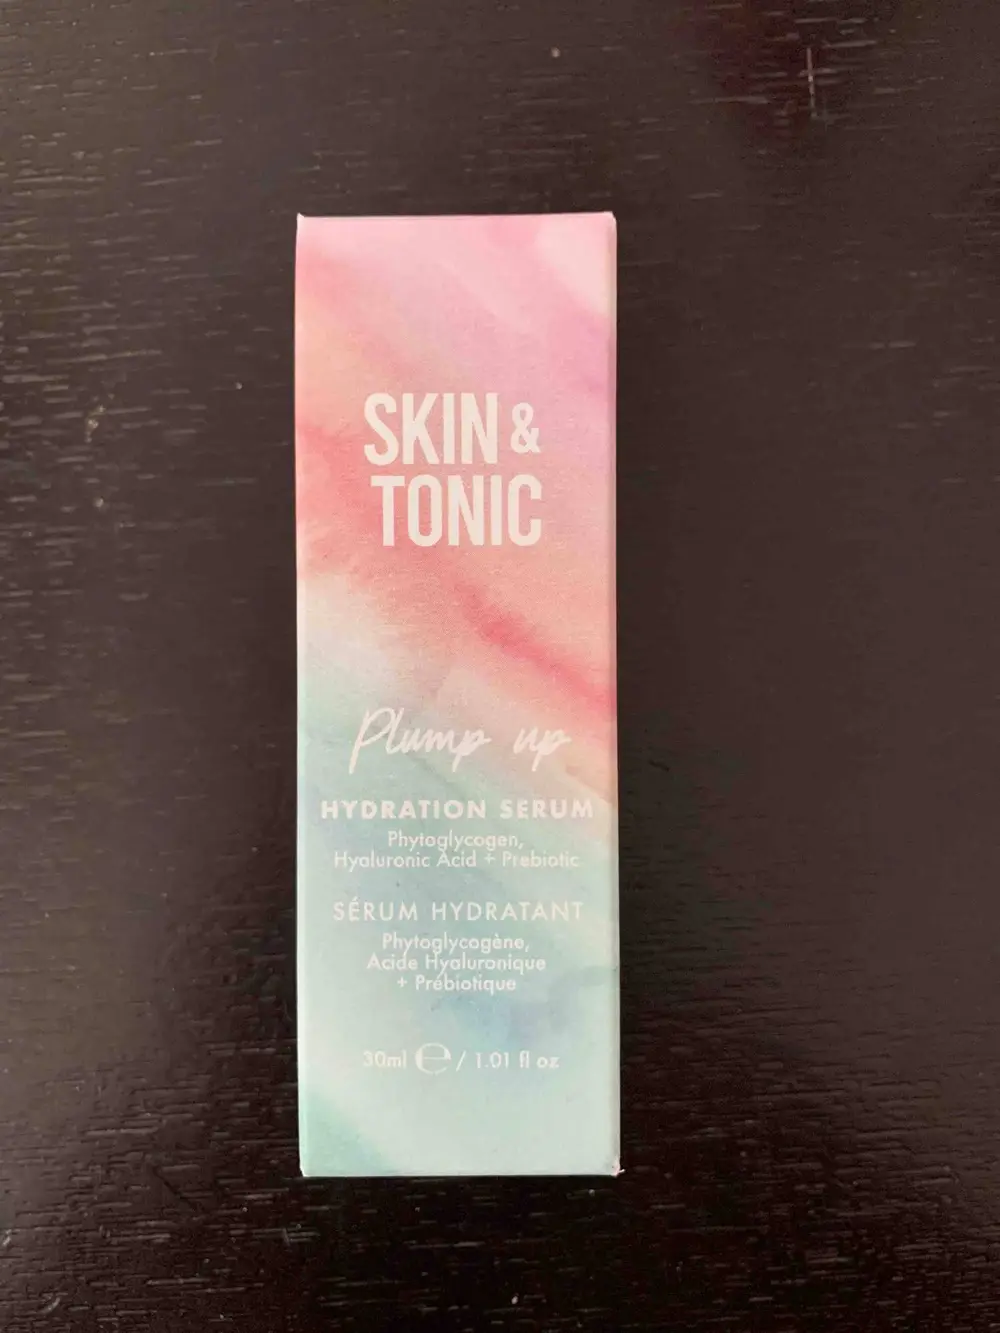 SKIN &
TONIC
Plump up
HYDRATION SERUM
Phytoglycogen,
Hyaluronic Acid + Prebiotic
SÉRUM HYDRATANT
Phytoglycogène,
Acide Hyaluronique
+ Prébiotique
30ml ℮ / 1.01 fl oz